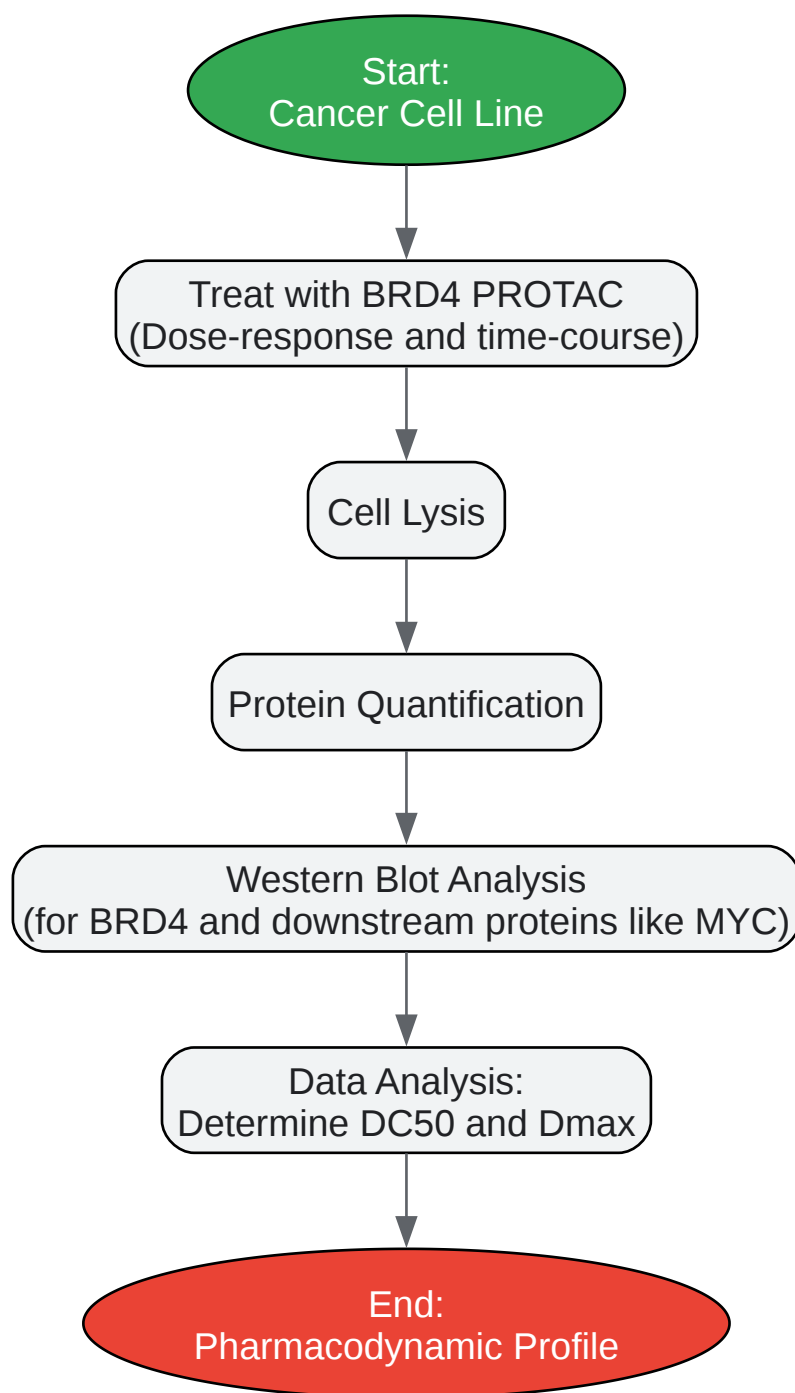 Start:
Cancer Cell Line
Treat with BRD4 PROTAC
(Dose-response and time-course)
Cell Lysis
Protein Quantification
Western Blot Analysis
(for BRD4 and downstream proteins like MYC)
Data Analysis:
Determine DC50 and Dmax
End:
Pharmacodynamic Profile